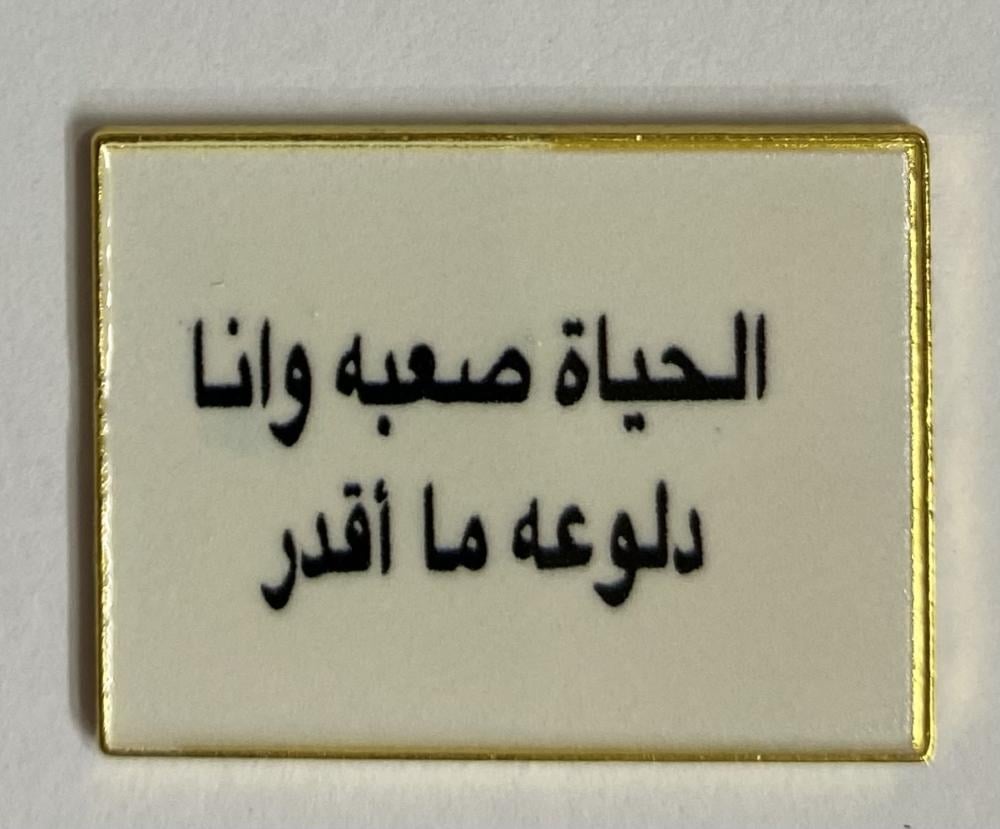 الحياة صعبه وانا
دلوعه ما أقدر